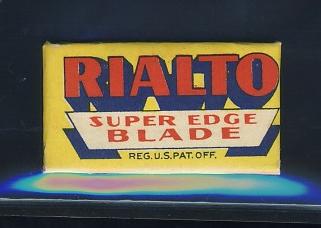 RIALTO
SUPER EDGE
BLADE
REG.U.S.PAT.OFF.